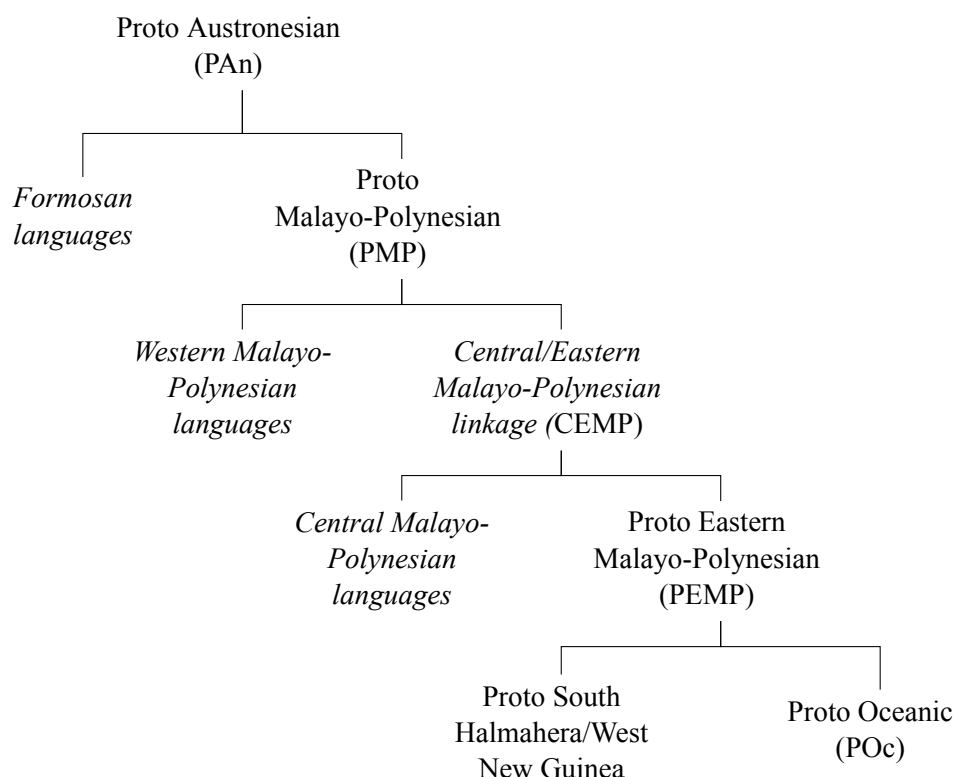 Proto Austronesian
(PAn)
Formosan
languages
Proto
Malayo-Polynesian
(PMP)
Western Malayo-
Polynesian
languages
Central/Eastern
Malayo-Polynesian
linkage (CEMP)
Central Malayo-
Polynesian
languages
Proto Eastern
Malayo-Polynesian
(PEMP)
Proto South
Halmahera/West
New Guinea
Proto Oceanic
(POc)